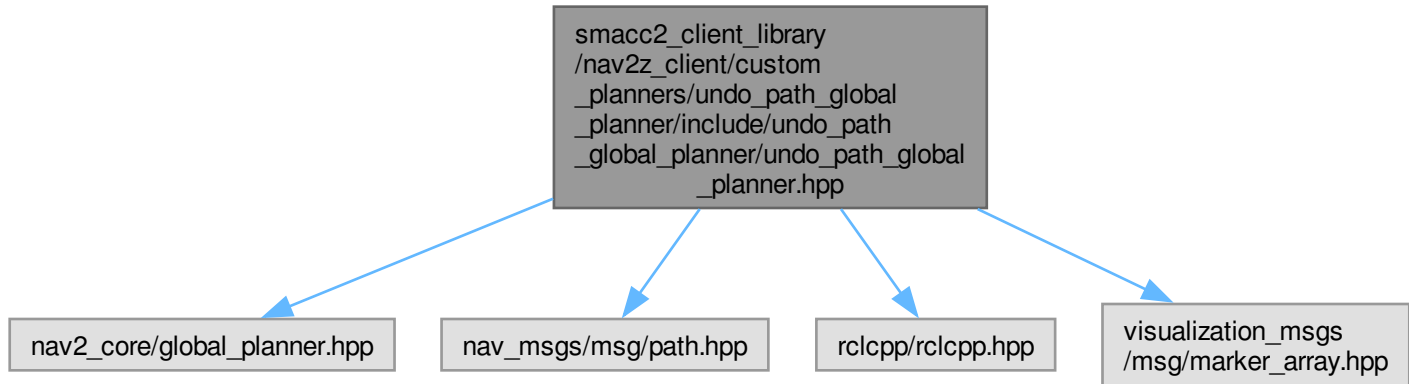 smacc2_client_library
/nav2z_client/custom
_planners/undo_path_global
_planner/include/undo_path
_global_planner/undo_path_global
_planner.hpp
nav2_core/global_planner.hpp
nav_msgs/msg/path.hpp
rclcpp/rclcpp.hpp
visualization_msgs
/msg/marker_array.hpp